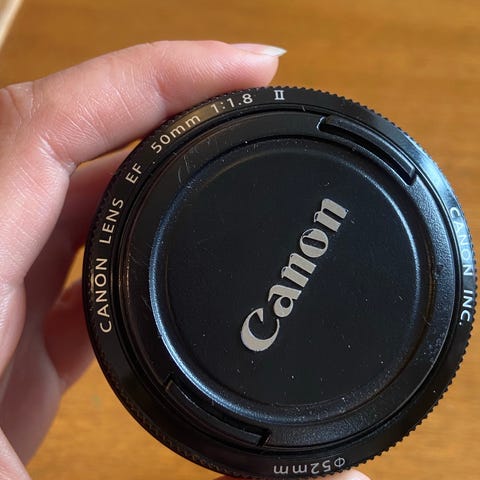 CANON LENS EF 50mm 1:1.8 II
Canon
CANON INC.
Φ52mm